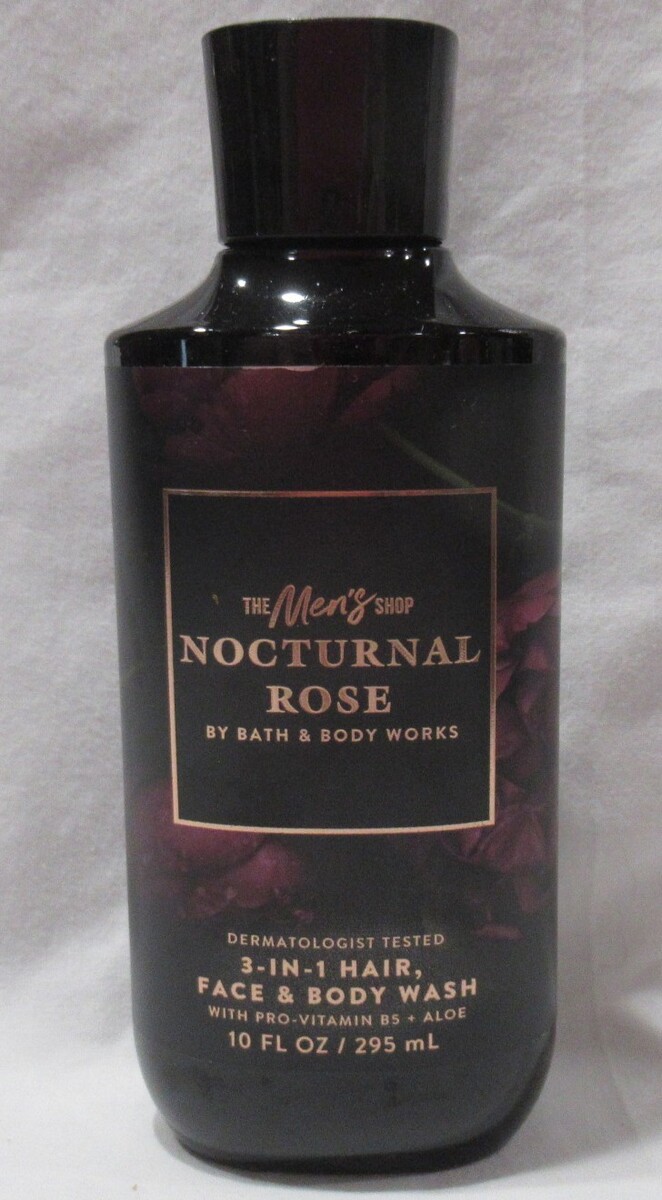 THE Men's SHOP
NOCTURNAL
ROSE
BY BATH & BODY WORKS
DERMATOLOGIST TESTED
3-IN-1 HAIR,
FACE & BODY WASH
WITH PRO-VITAMIN B5 + ALOE
10 FL OZ / 295 mL